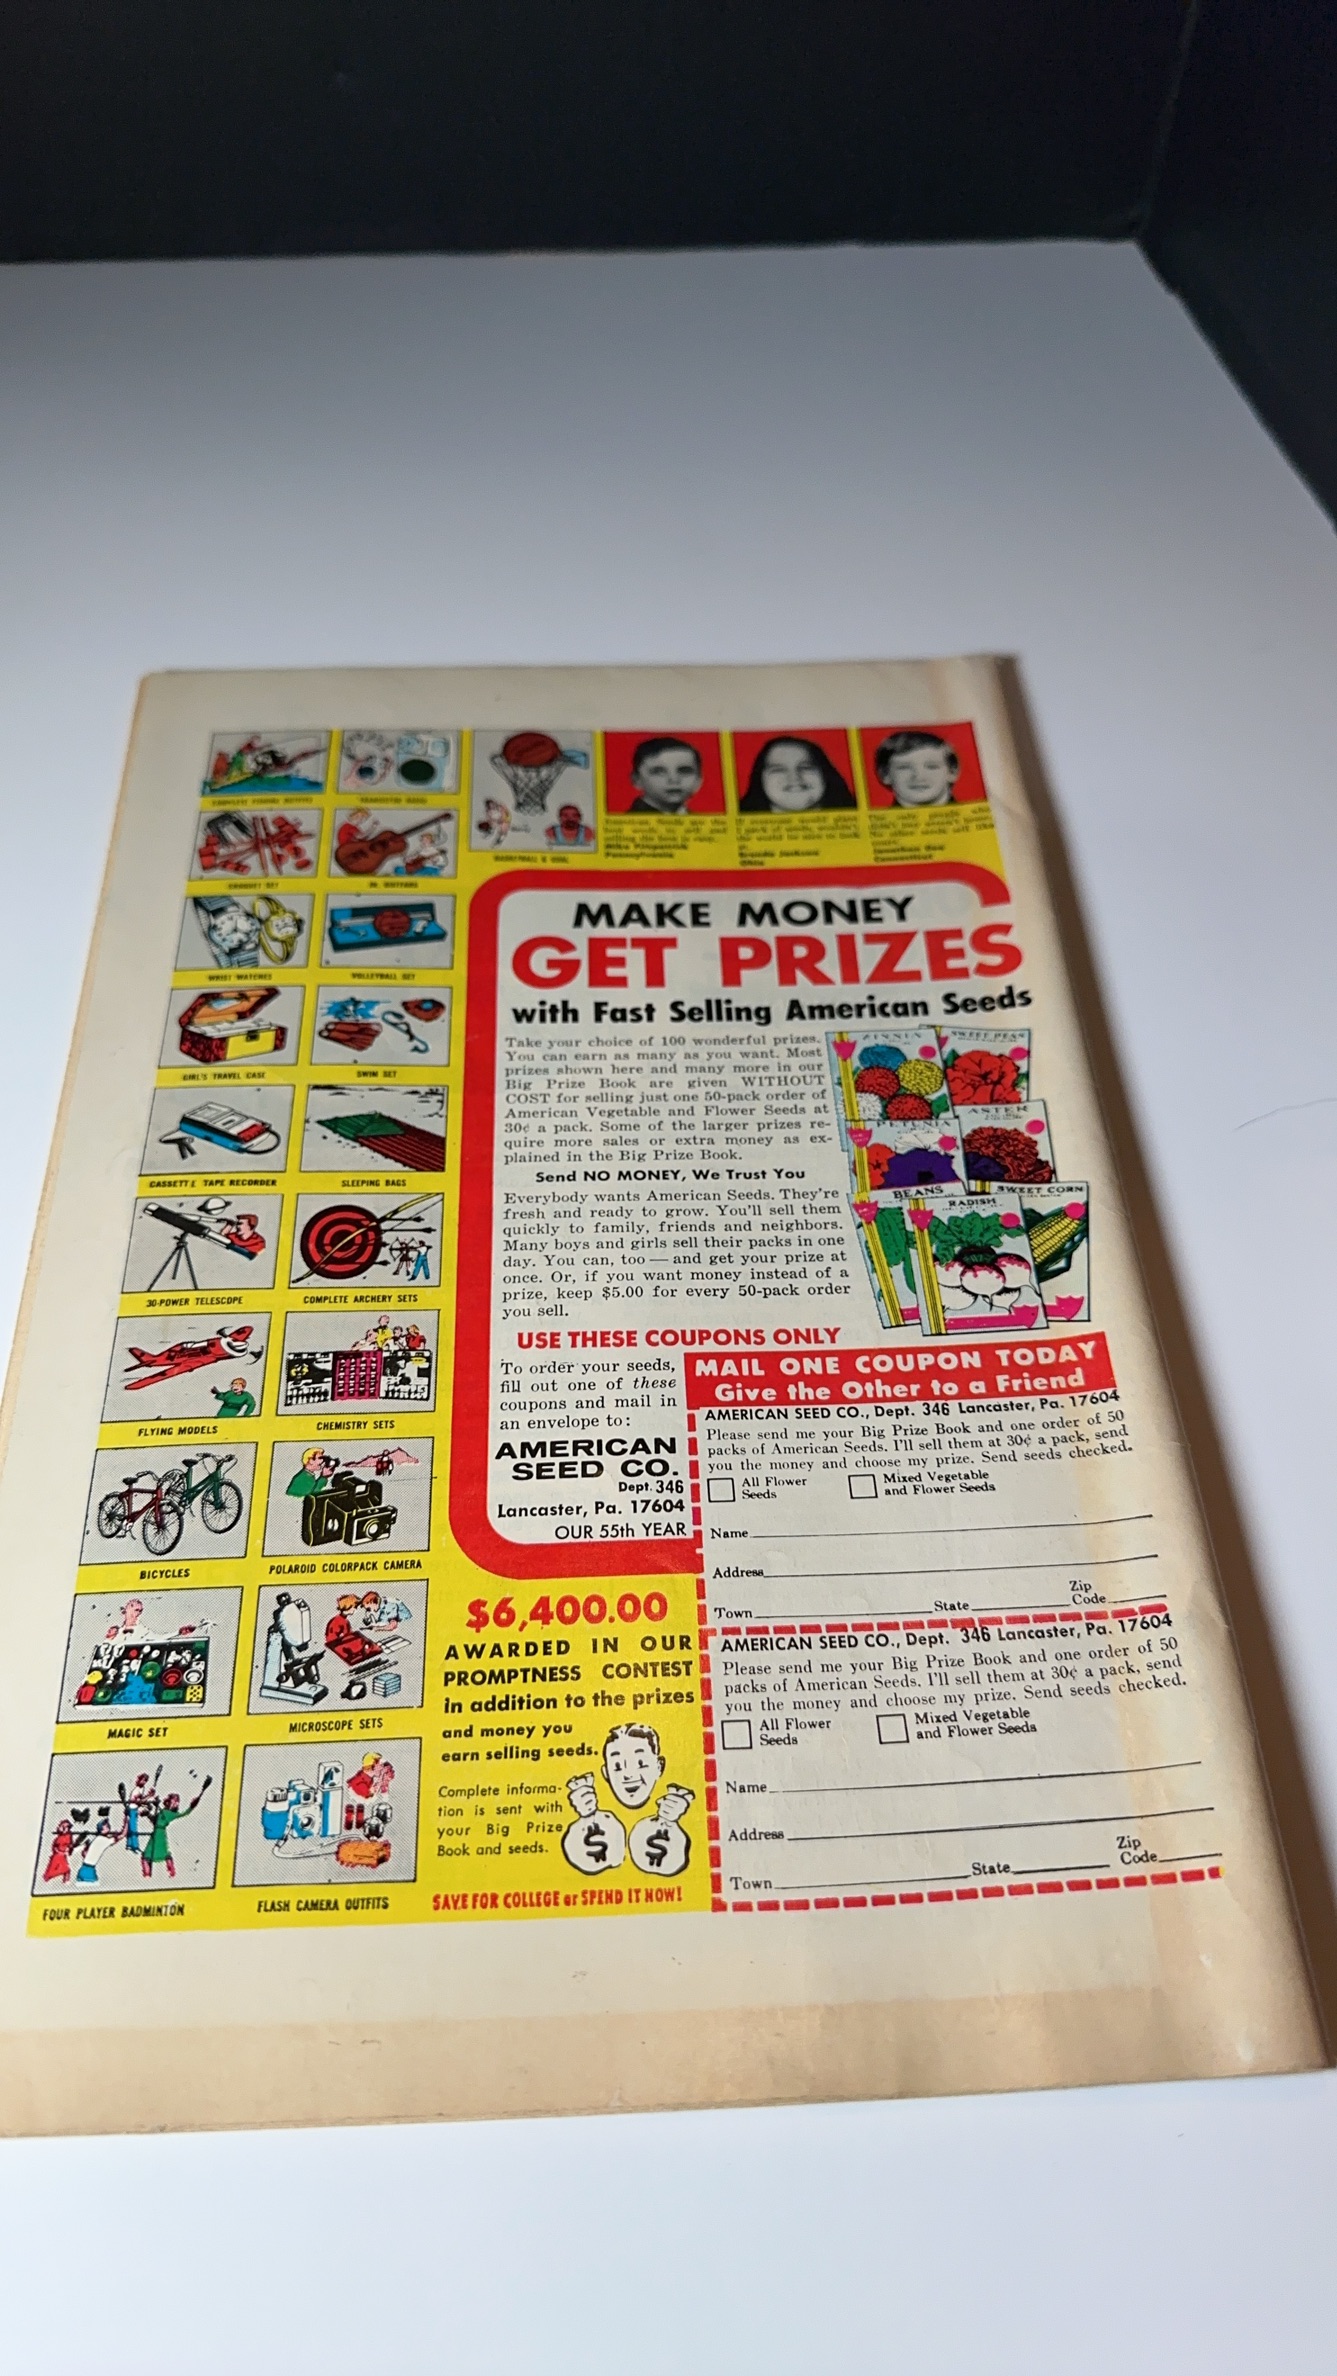 WRIST WATCHES
VOLLEYBALL SET
GIRL'S TRAVEL CASE
SWIM SET
CASSETTE TAPE RECORDER
SLEEPING BAGS
30-POWER TELESCOPE
COMPLETE ARCHERY SETS
FLYING MODELS
CHEMISTRY SETS
BICYCLES
POLAROID COLORPACK CAMERA
MAGIC SET
MICROSCOPE SETS
FOUR PLAYER BADMINTON
FLASH CAMERA OUTFITS
MAKE MONEY
GET PRIZES
with Fast Selling American Seeds
Take your choice of 100 wonderful prizes.
You can earn as many as you want. Most
prizes shown here and many more in our
Big Prize Book are given WITHOUT
COST for selling just one 50-pack order of
American Vegetable and Flower Seeds at
30¢ a pack. Some of the larger prizes re-
quire more sales or extra money as ex-
plained in the Big Prize Book.
Send NO MONEY, We Trust You
Everybody wants American Seeds. They're
fresh and ready to grow. You'll sell them
quickly to family, friends and neighbors.
Many boys and girls sell their packs in one
day. You can, too — and get your prize at
once. Or, if you want money instead of a
prize, keep $5.00 for every 50-pack order
you sell.
ZINNIA
SWEET PEAS
PETUNIA
ASTER
BEANS
RADISH
SWEET CORN
USE THESE COUPONS ONLY
To order your seeds,
fill out one of these
coupons and mail in
an envelope to:
AMERICAN
SEED CO.
Dept. 346
Lancaster, Pa. 17604
OUR 55th YEAR
$6,400.00
AWARDED IN OUR
PROMPTNESS CONTEST
in addition to the prizes
and money you
earn selling seeds.
Complete informa-
tion is sent with
your Big Prize
Book and seeds.
$ $
SAVE FOR COLLEGE or SPEND IT NOW!
MAIL ONE COUPON TODAY
Give the Other to a Friend
AMERICAN SEED CO., Dept. 346 Lancaster, Pa. 17604
Please send me your Big Prize Book and one order of 50
packs of American Seeds. I'll sell them at 30¢ a pack, send
you the money and choose my prize. Send seeds checked.
All Flower
Seeds
Mixed Vegetable
and Flower Seeds
Name
Address
Town State Zip
Code
AMERICAN SEED CO., Dept. 346 Lancaster, Pa. 17604
Please send me your Big Prize Book and one order of 50
packs of American Seeds. I'll sell them at 30¢ a pack, send
you the money and choose my prize. Send seeds checked.
All Flower
Seeds
Mixed Vegetable
and Flower Seeds
Name
Address
Town State Zip
Code